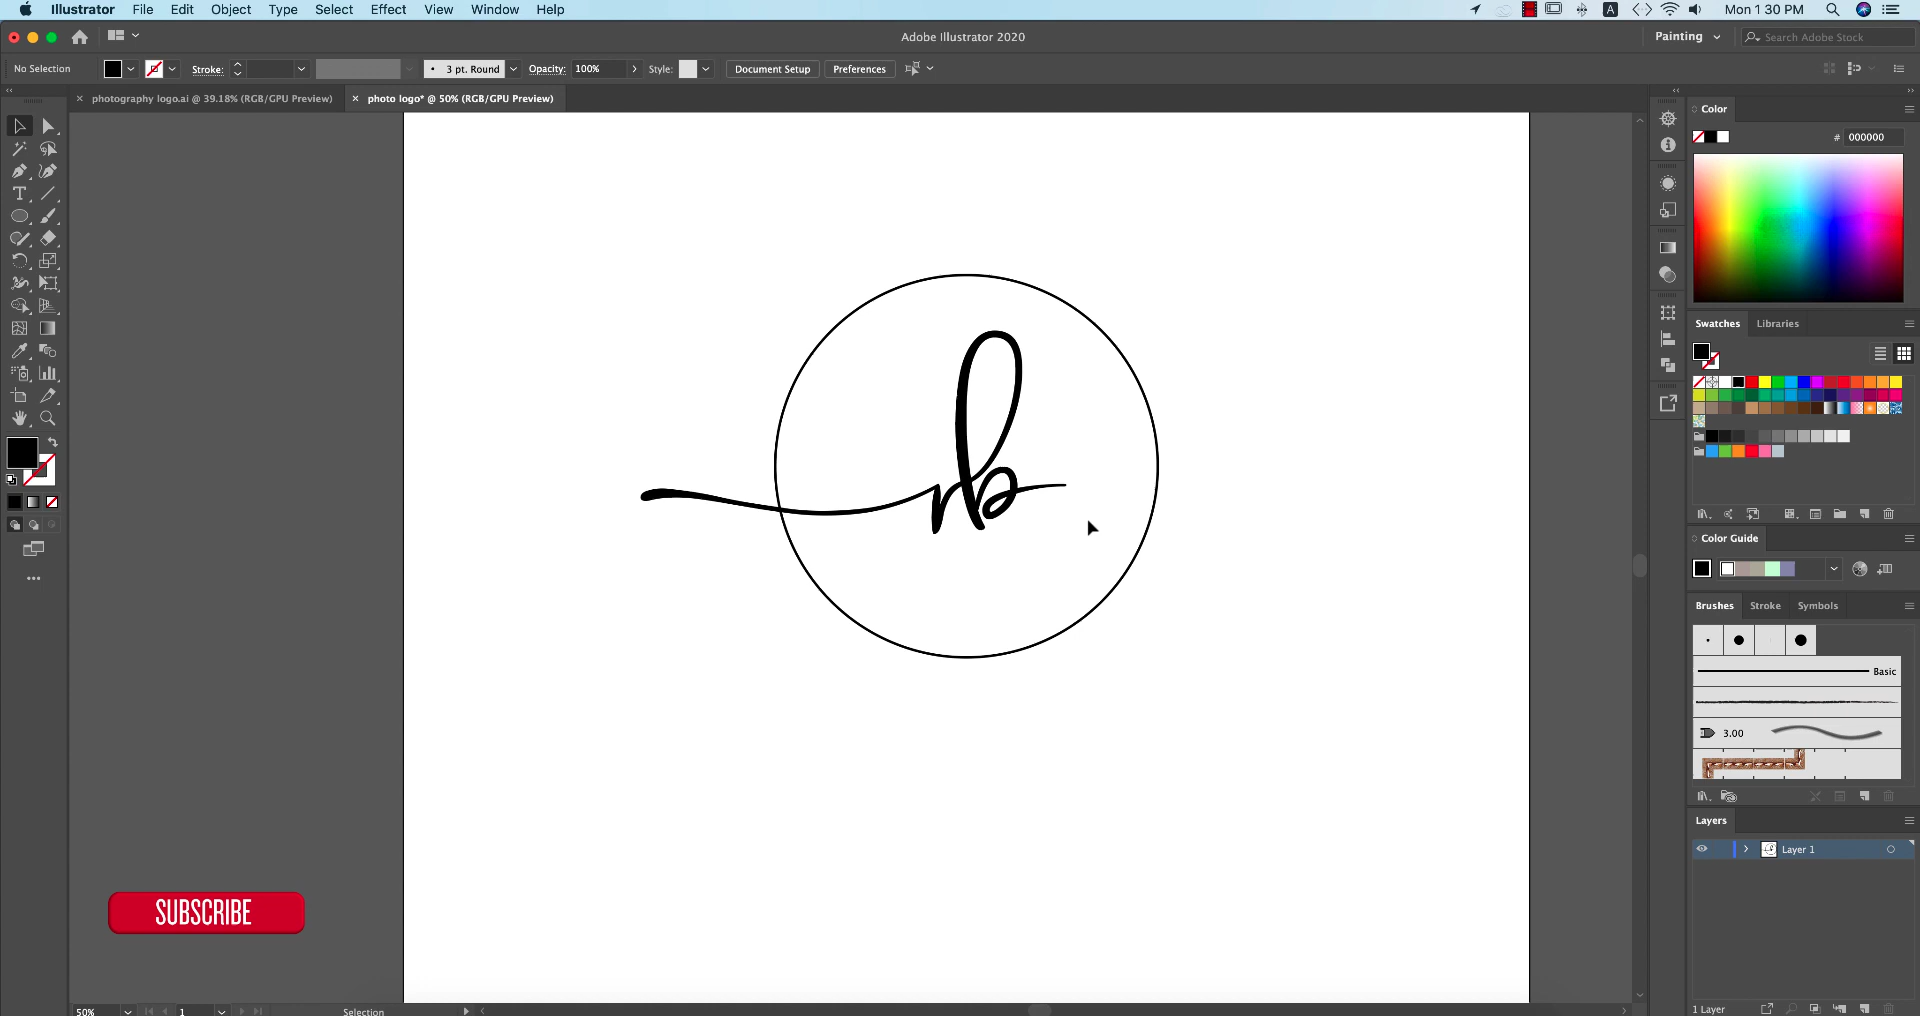 Illustrator File Edit Object Type Select Effect View Window Help
A
Mon 1 30 PM
Adobe Illustrator 2020
Painting
Search Adobe Stock
No Selection
Stroke:
3 pt. Round
Opacity: 100%
Style:
Document Setup
Preferences
photography logo.ai @ 39.18% (RGB/GPU Preview)
photo logo* @ 50% (RGB/GPU Preview)
Color
# 000000
Swatches
Libraries
rb
Color Guide
Brushes
Stroke
Symbols
Basic
3.00
Layers
Layer 1
SUBSCRIBE
50%
1
Selection
1 Layer